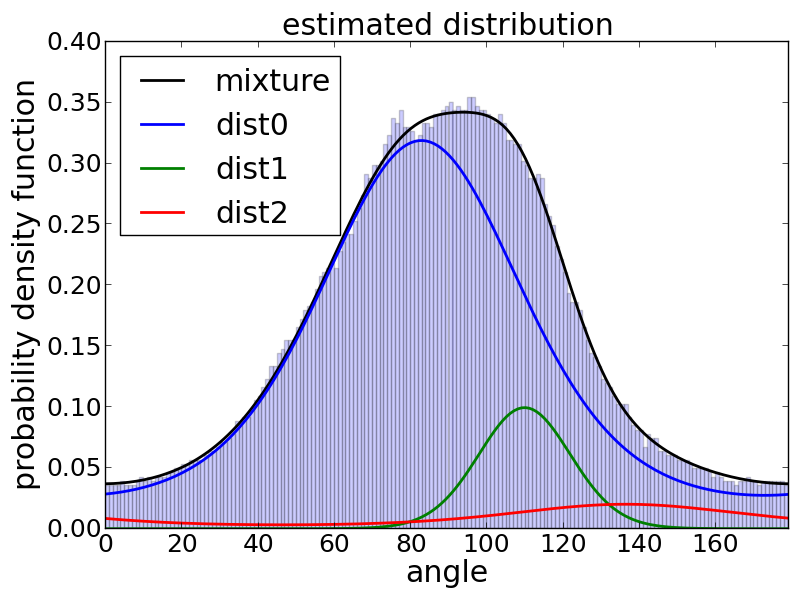 estimated distribution
probability density function
0.40
0.35
0.30
0.25
0.20
0.15
0.10
0.05
0.00
mixture
dist0
dist1
dist2
0 20 40 60 80 100 120 140 160
angle